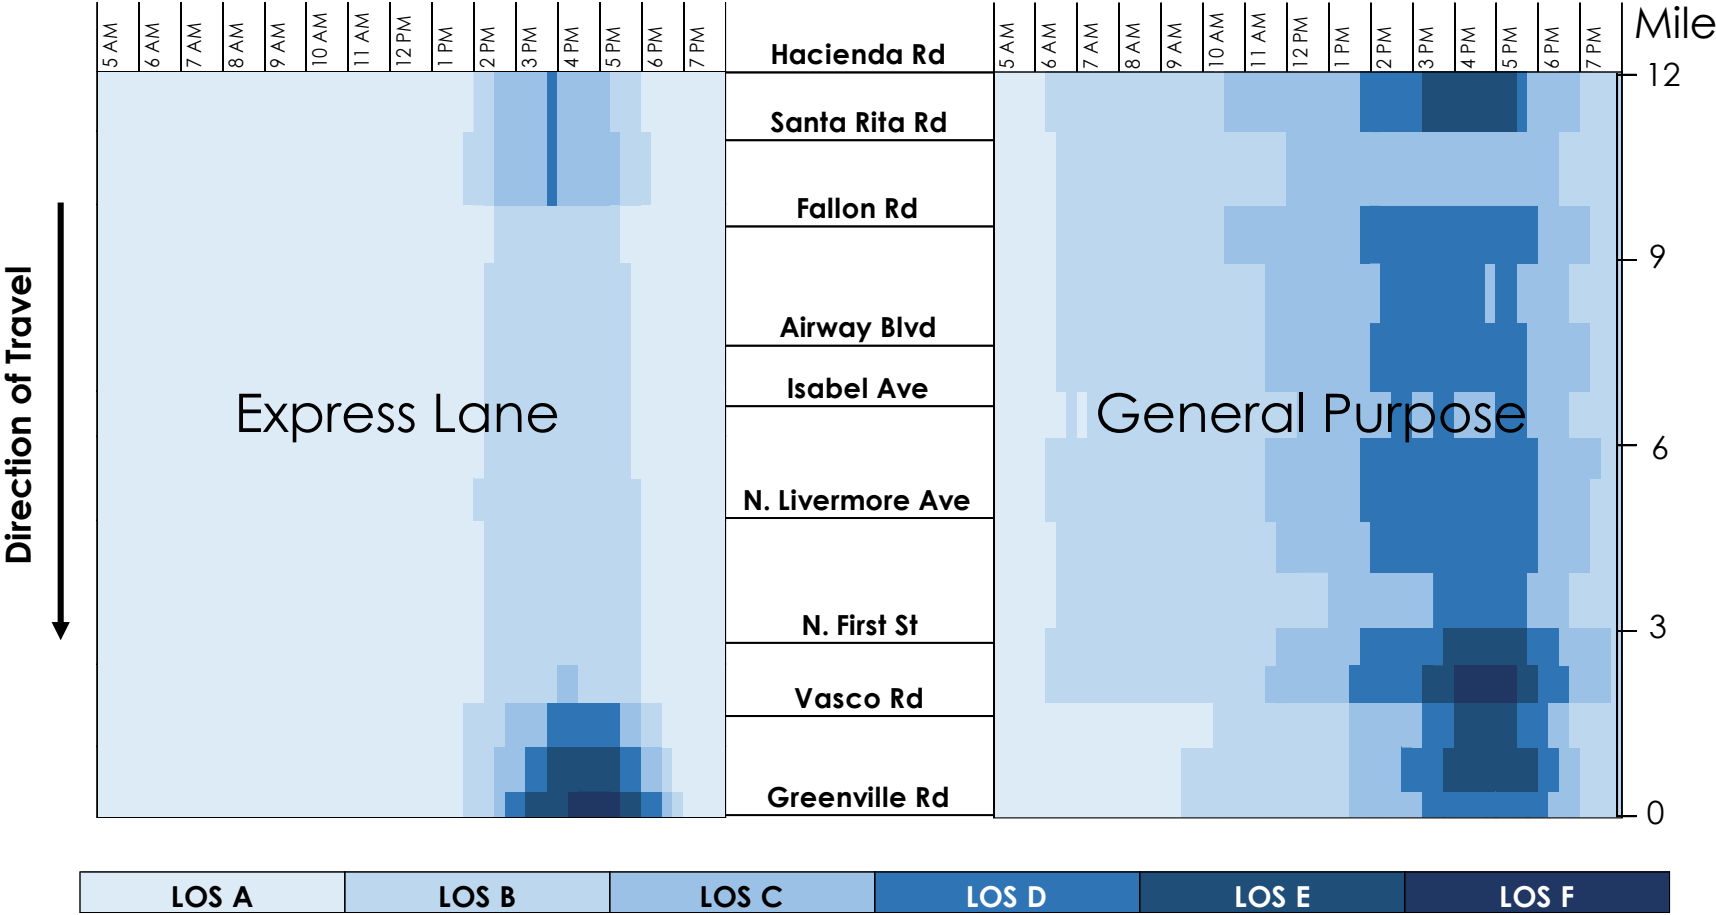 5 AM
6 AM
7 AM
8 AM
9 AM
10 AM
11 AM
12 PM
1 PM
2 PM
3 PM
4 PM
5 PM
6 PM
7 PM
5 AM
6 AM
7 AM
8 AM
9 AM
10 AM
11 AM
12 PM
1 PM
2 PM
3 PM
4 PM
5 PM
6 PM
7 PM
Mile
Hacienda Rd
Santa Rita Rd
Fallon Rd
Airway Blvd
Isabel Ave
N. Livermore Ave
N. First St
Vasco Rd
Greenville Rd
12
9
6
3
0
Direction of Travel
Express Lane
General Purpose
LOS A
LOS B
LOS C
LOS D
LOS E
LOS F